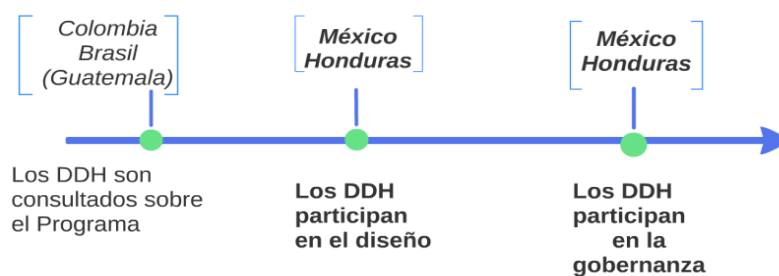 Colombia
Brasil
(Guatemala)
México
Honduras
México
Honduras
Los DDH son
consultados sobre
el Programa
Los DDH
participan
en el diseño
Los DDH
participan
en la
gobernanza